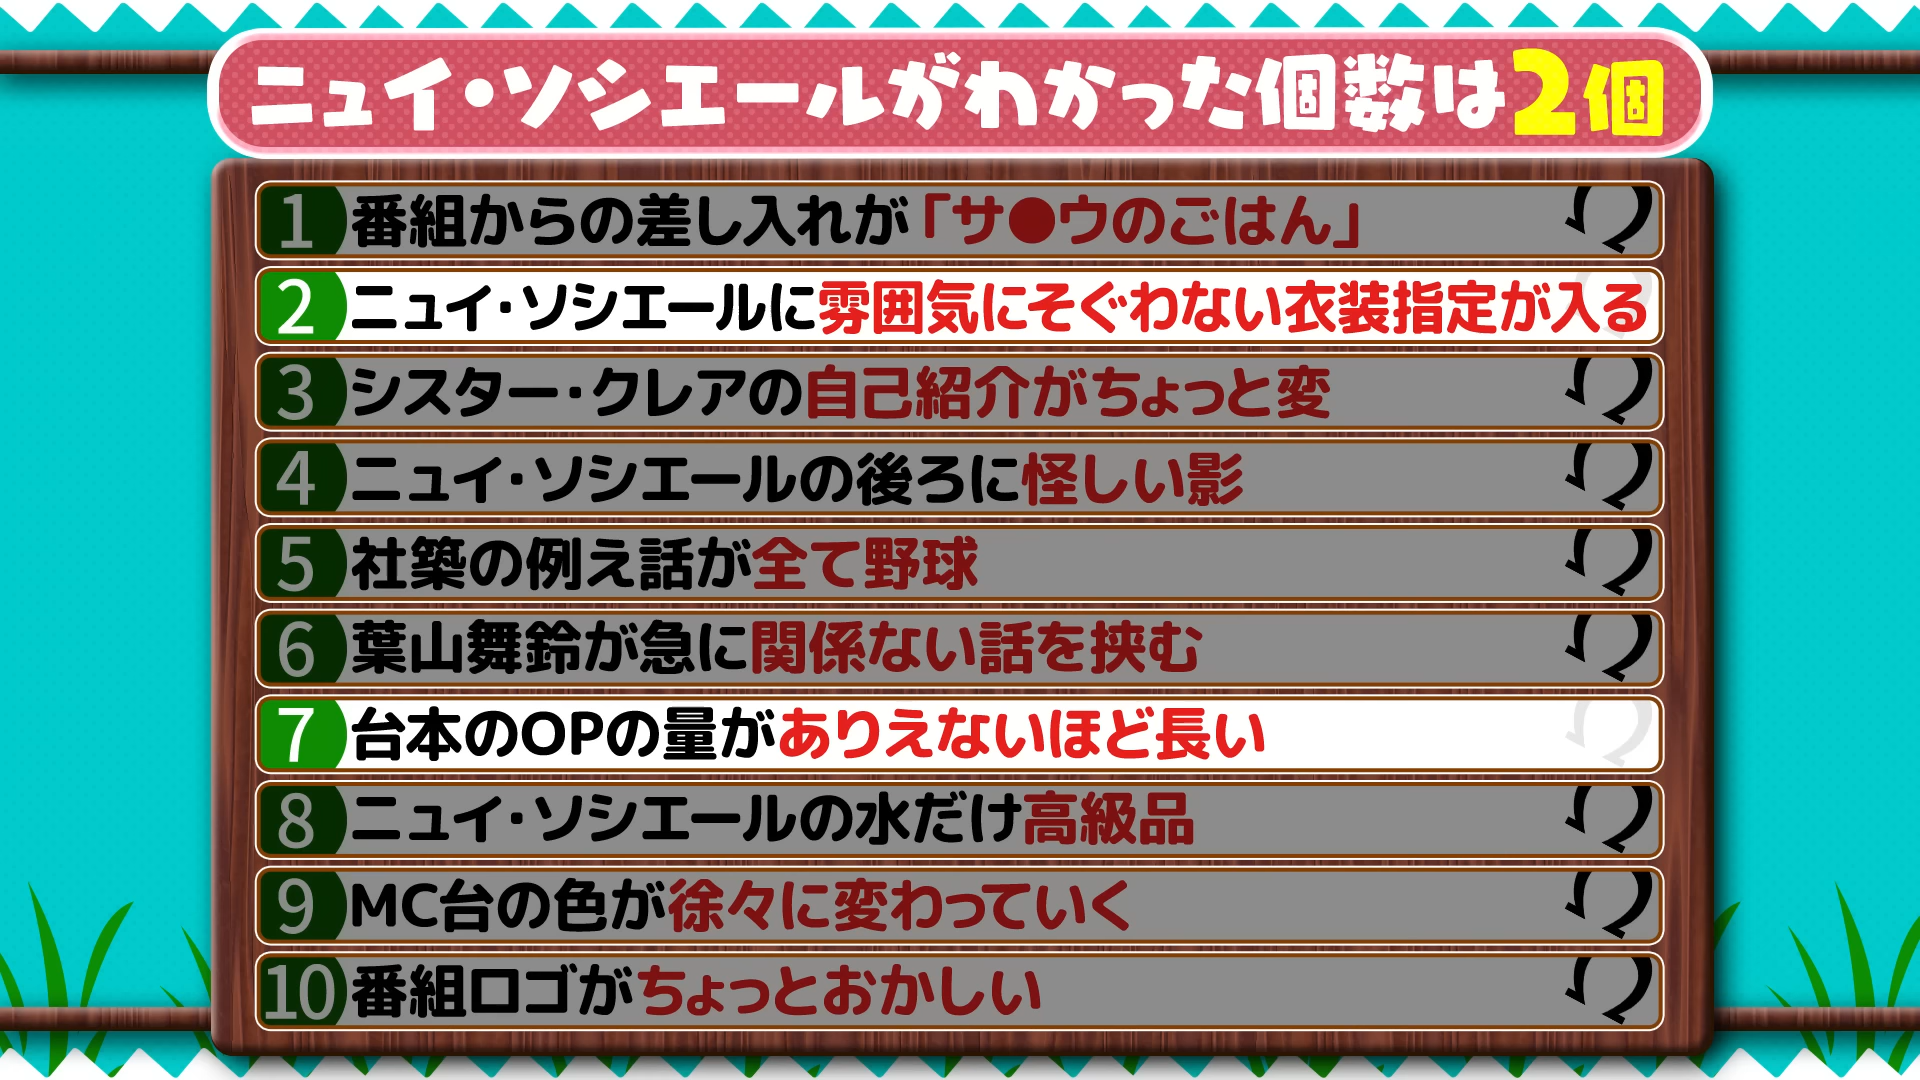 ニュイ・ソシエールがわかった個数は2個
1 番組からの差し入れが「サ●ウのごはん」
2 ニュイ・ソシエールに雰囲気にそぐわない衣装指定が入る
3 シスター・クレアの自己紹介がちょっと変
4 ニュイ・ソシエールの後ろに怪しい影
5 社築の例え話が全て野球
6 葉山舞鈴が急に関係ない話を挟む
7 台本のOPの量がありえないほど長い
8 ニュイ・ソシエールの水だけ高級品
9 MC台の色が徐々に変わっていく
10 番組ロゴがちょっとおかしい